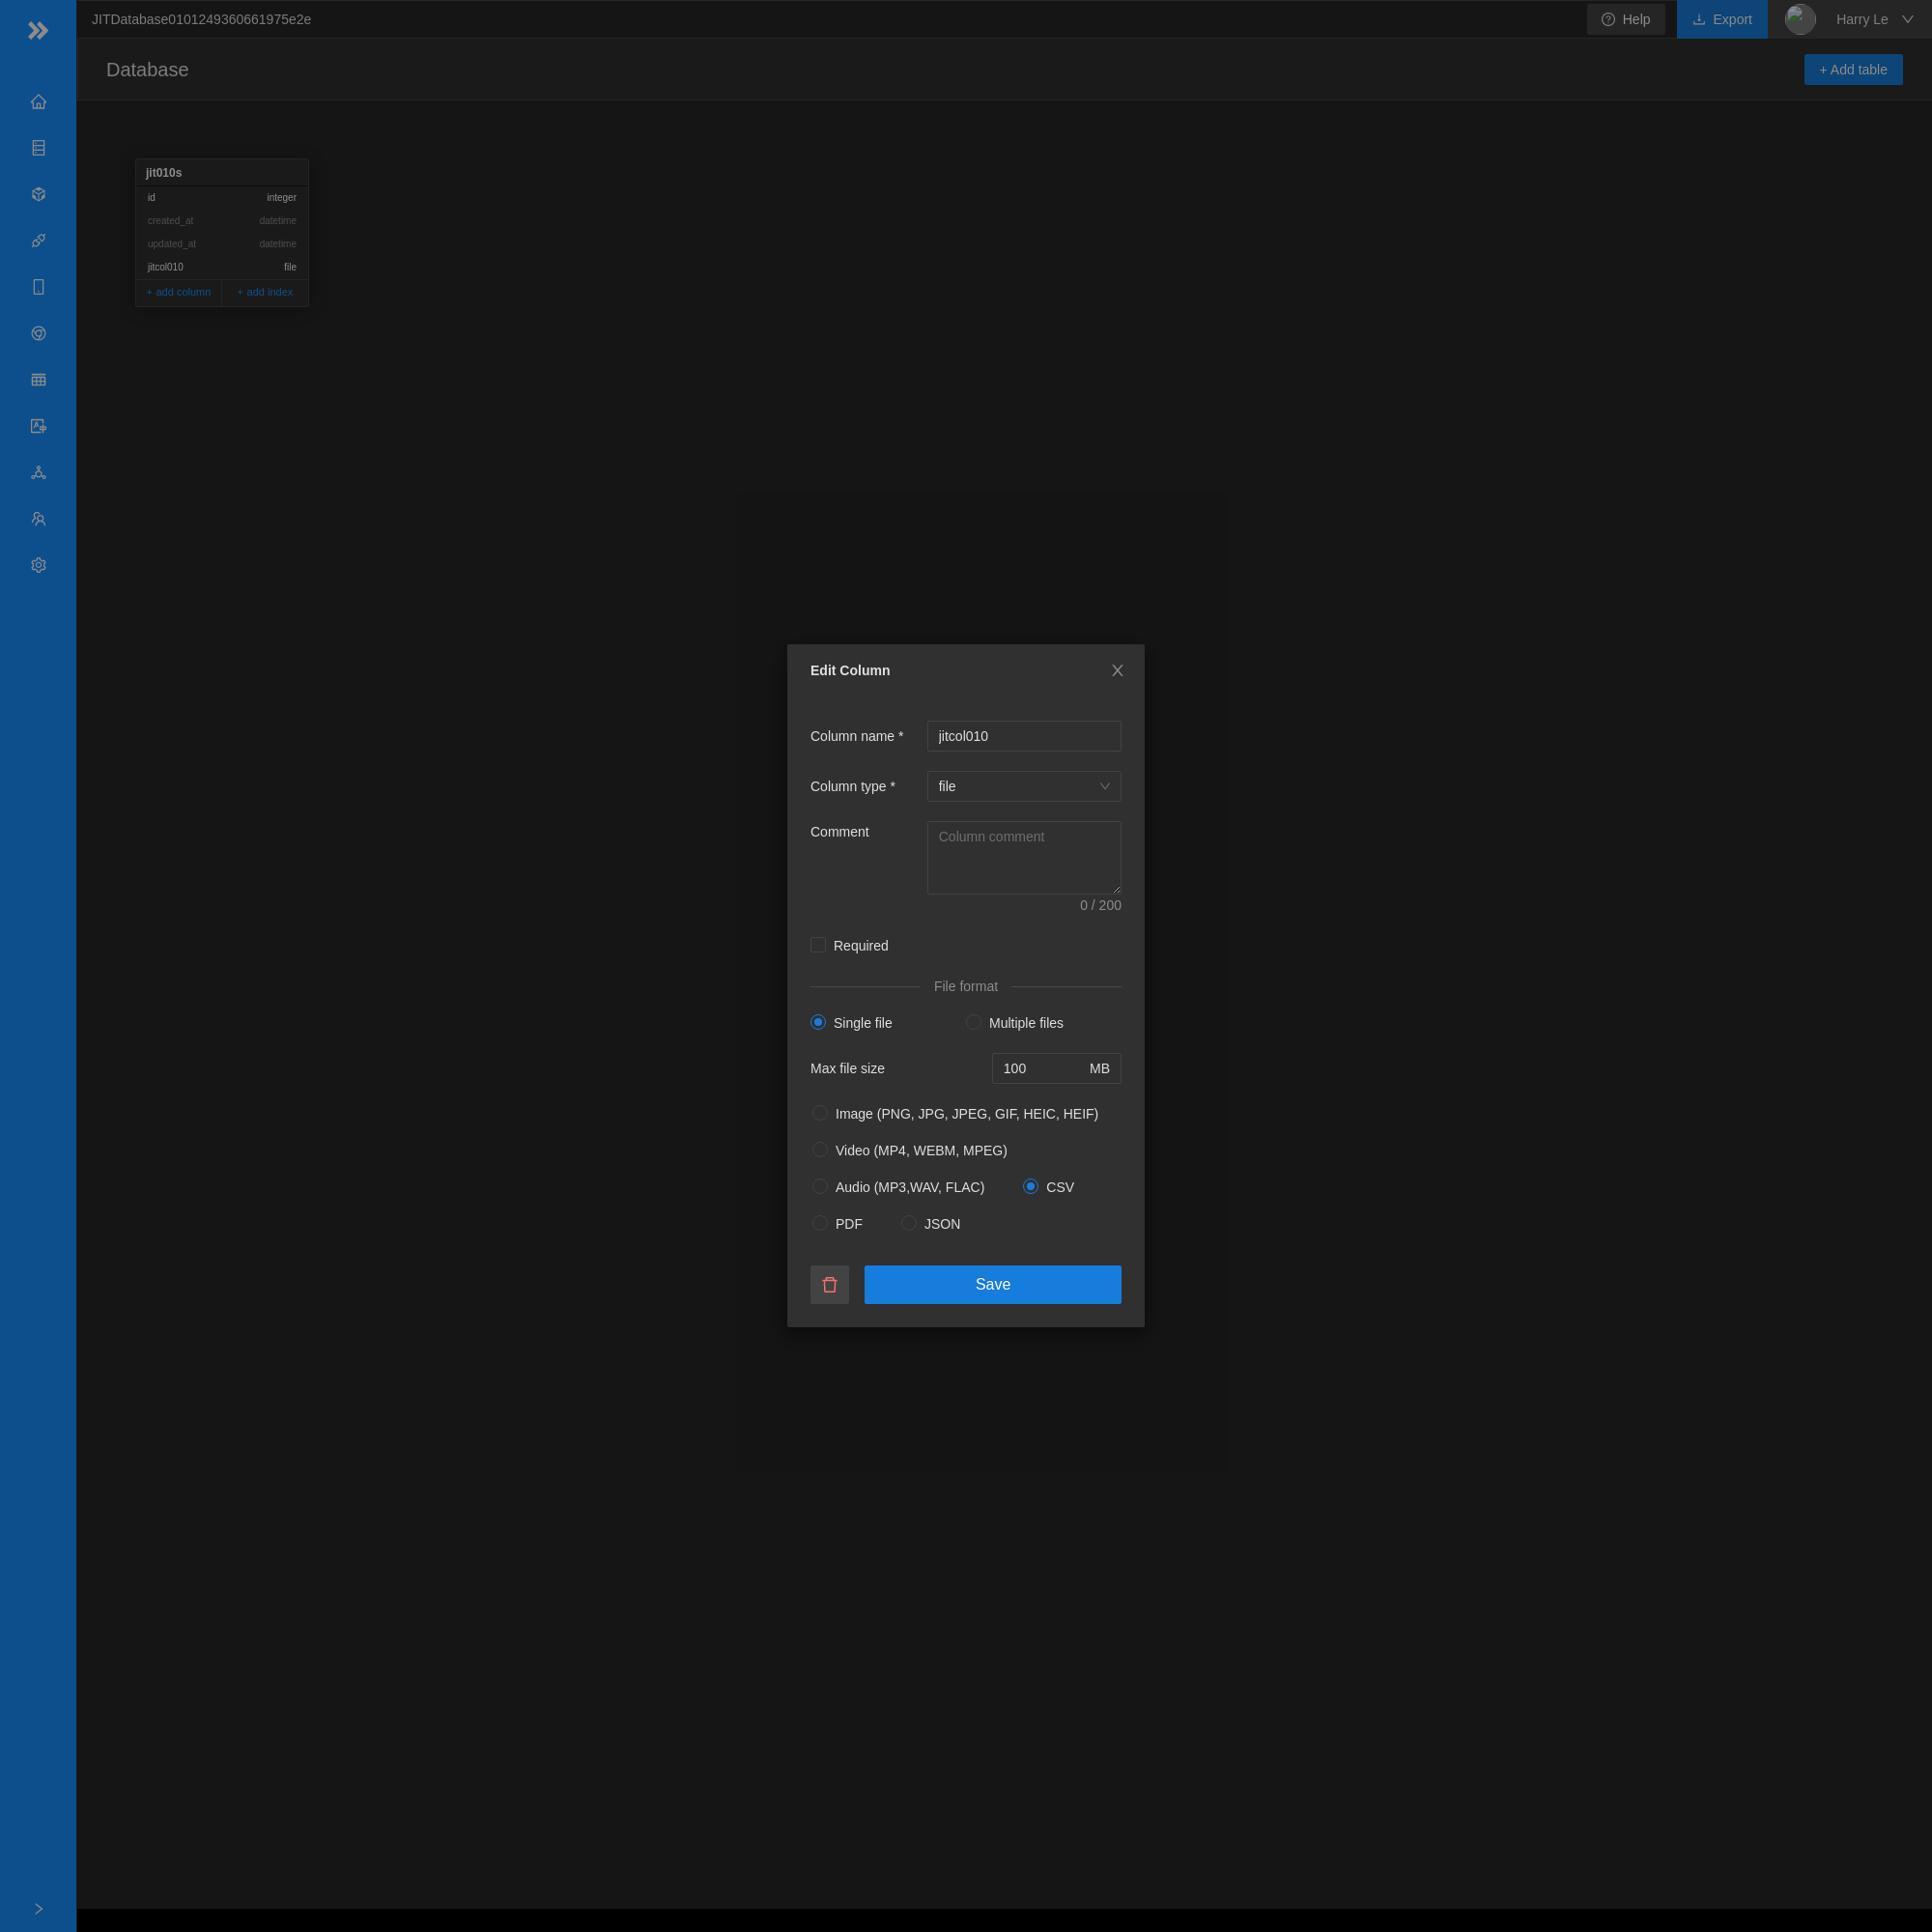 JITDatabase0101249360661975e2e
Help
Export
Harry Le
Database
+ Add table
jit010s
id integer
created_at datetime
updated_at datetime
jitcol010 file
+ add column + add index
Edit Column
Column name * jitcol010
Column type * file
Comment Column comment
0 / 200
Required
File format
Single file Multiple files
Max file size 100 MB
Image (PNG, JPG, JPEG, GIF, HEIC, HEIF)
Video (MP4, WEBM, MPEG)
Audio (MP3,WAV, FLAC) CSV
PDF JSON
Save